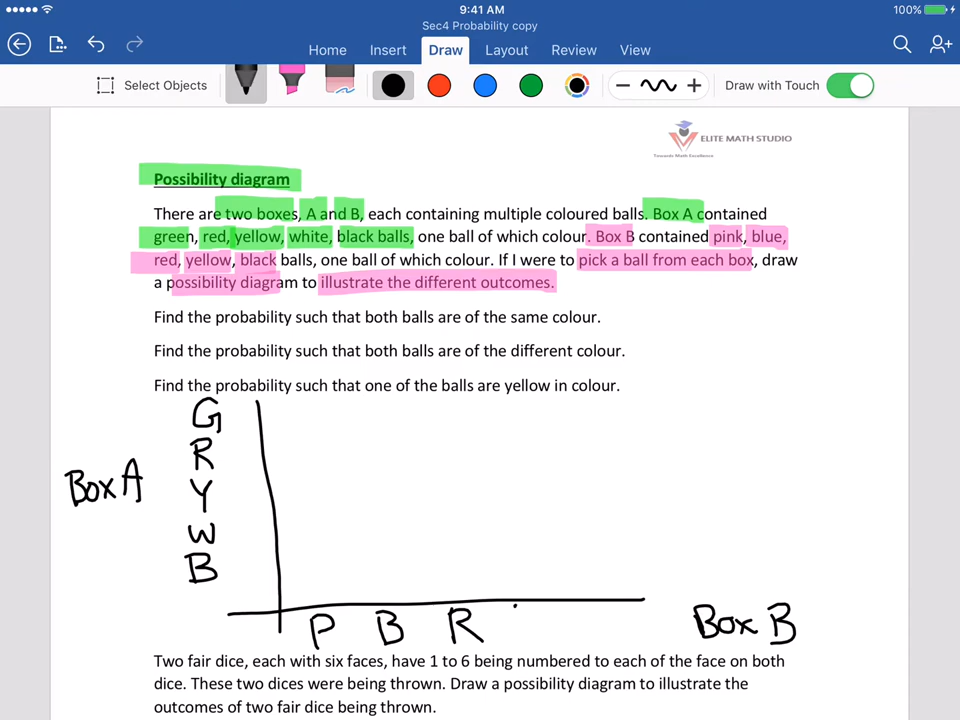 9:41 AM
100%
Sec4 Probability copy
Home Insert Draw Layout Review View
Select Objects
Draw with Touch
ELITE MATH STUDIO
Towards Math Excellence
Possibility diagram
There are two boxes, A and B, each containing multiple coloured balls. Box A contained
green, red, yellow, white, black balls, one ball of which colour. Box B contained pink, blue,
red, yellow, black balls, one ball of which colour. If I were to pick a ball from each box, draw
a possibility diagram to illustrate the different outcomes.
Find the probability such that both balls are of the same colour.
Find the probability such that both balls are of the different colour.
Find the probability such that one of the balls are yellow in colour.
G
R
Box A
Y
W
B
P B R
Box B
Two fair dice, each with six faces, have 1 to 6 being numbered to each of the face on both
dice. These two dices were being thrown. Draw a possibility diagram to illustrate the
outcomes of two fair dice being thrown.